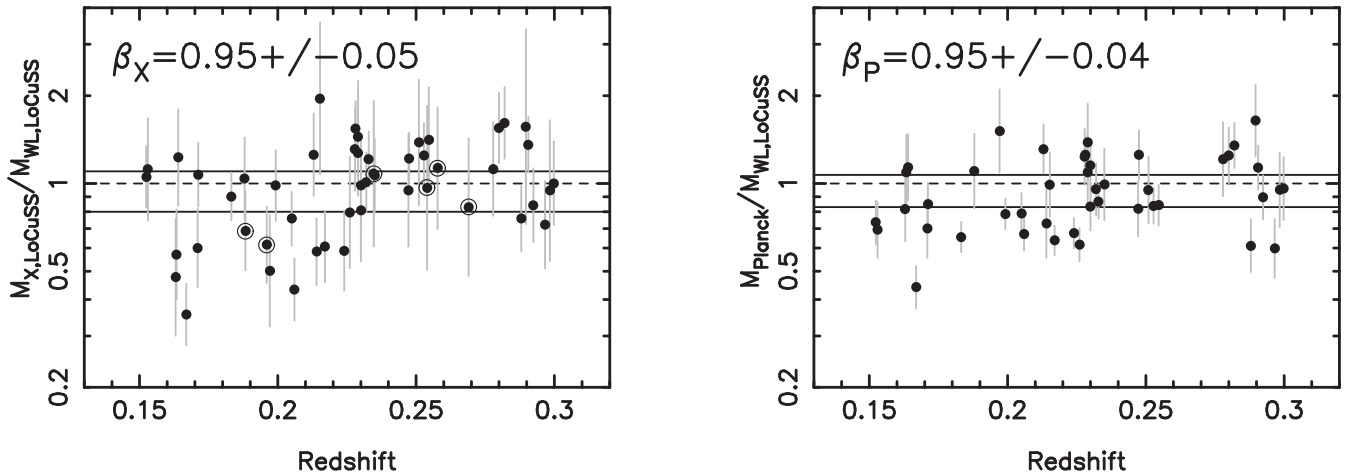 β_X=0.95+/−0.05
M_X,LoCuSS/M_WL,LoCuSS
2
1
0.5
0.2
0.15
0.2
0.25
0.3
Redshift
β_P=0.95+/−0.04
M_Planck/M_WL,LoCuSS
2
1
0.5
0.2
0.15
0.2
0.25
0.3
Redshift